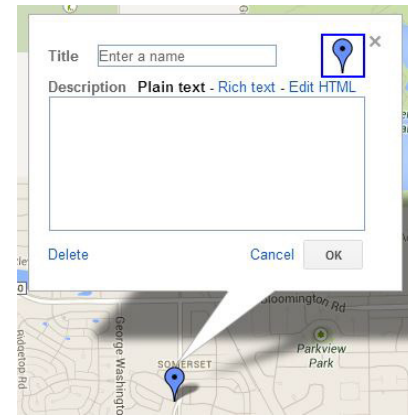 Title Enter a name
Description Plain text - Rich text - Edit HTML
Delete Cancel OK
Bloomington Rd
George Washington
Ridgetop Rd
SOMERSET
Parkview
Park